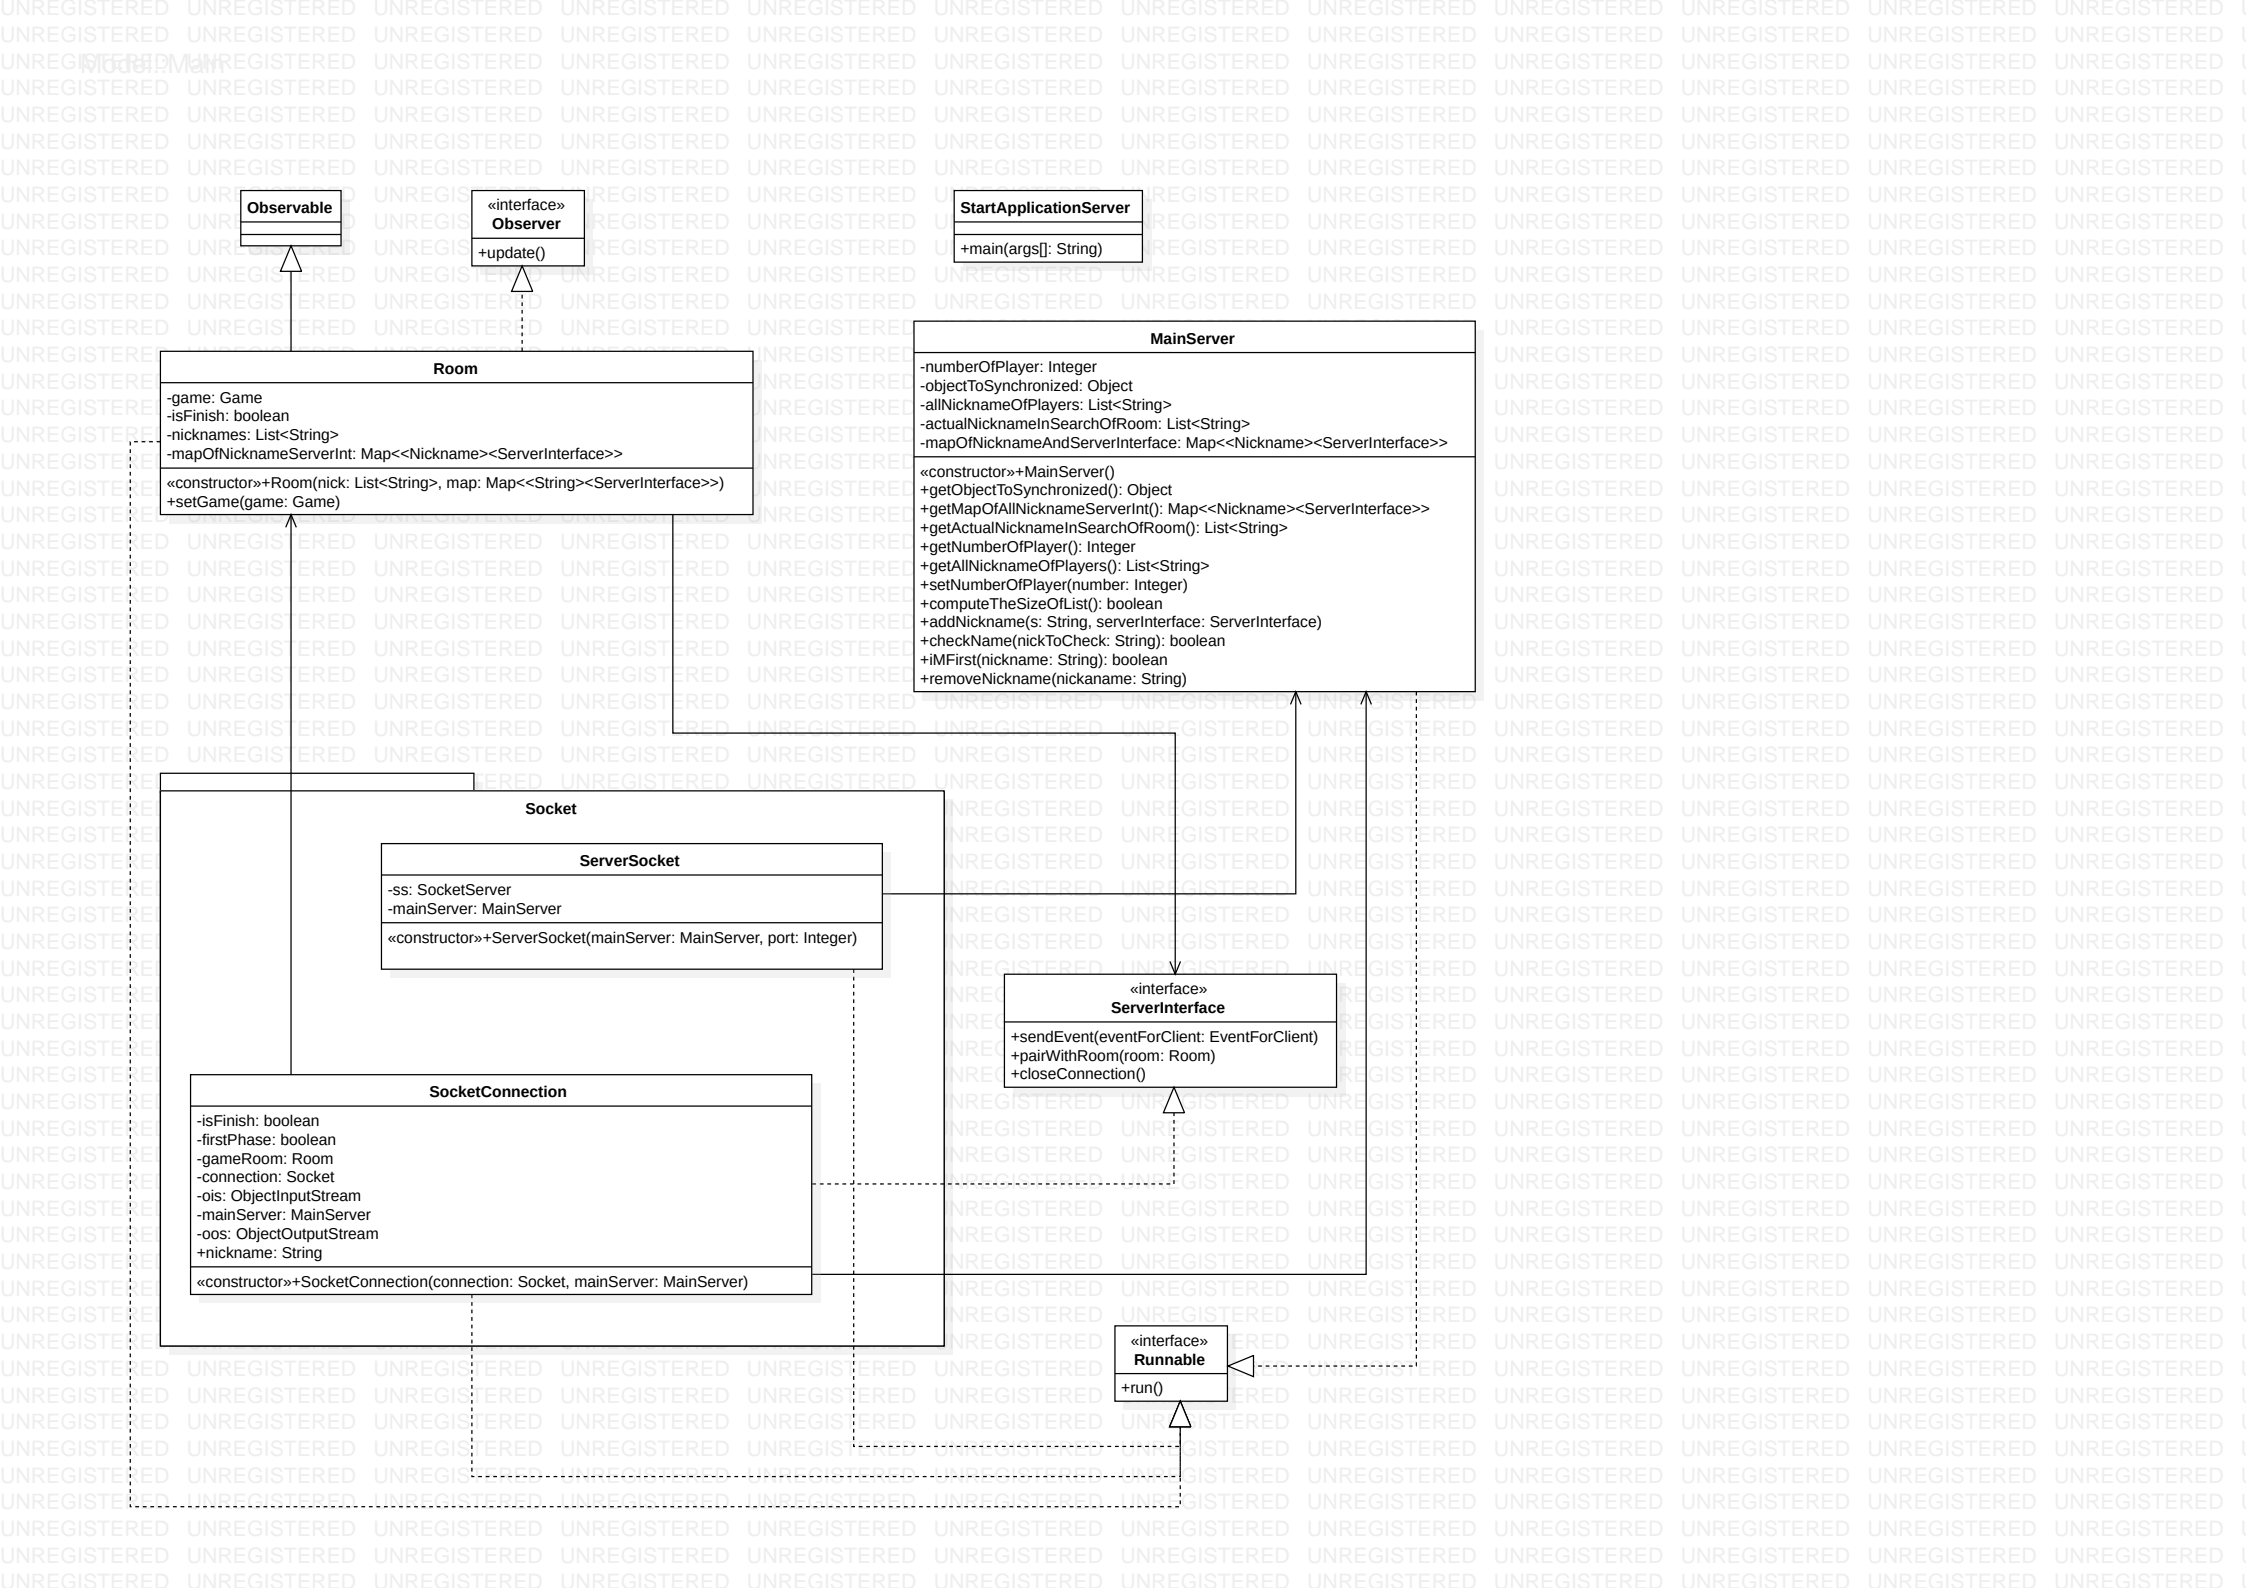 Model::Main
Observable
«interface»
Observer
+update()
StartApplicationServer
+main(args[]: String)
Room
-game: Game
-isFinish: boolean
-nicknames: List<String>
-mapOfNicknameServerInt: Map<<Nickname><ServerInterface>>
«constructor»+Room(nick: List<String>, map: Map<<String><ServerInterface>>)
+setGame(game: Game)
MainServer
-numberOfPlayer: Integer
-objectToSynchronized: Object
-allNicknameOfPlayers: List<String>
-actualNicknameInSearchOfRoom: List<String>
-mapOfNicknameAndServerInterface: Map<<Nickname><ServerInterface>>
«constructor»+MainServer()
+getObjectToSynchronized(): Object
+getMapOfAllNicknameServerInt(): Map<<Nickname><ServerInterface>>
+getActualNicknameInSearchOfRoom(): List<String>
+getNumberOfPlayer(): Integer
+getAllNicknameOfPlayers(): List<String>
+setNumberOfPlayer(number: Integer)
+computeTheSizeOfList(): boolean
+addNickname(s: String, serverInterface: ServerInterface)
+checkName(nickToCheck: String): boolean
+iMFirst(nickname: String): boolean
+removeNickname(nickaname: String)
Socket
ServerSocket
-ss: SocketServer
-mainServer: MainServer
«constructor»+ServerSocket(mainServer: MainServer, port: Integer)
«interface»
ServerInterface
+sendEvent(eventForClient: EventForClient)
+pairWithRoom(room: Room)
+closeConnection()
SocketConnection
-isFinish: boolean
-firstPhase: boolean
-gameRoom: Room
-connection: Socket
-ois: ObjectInputStream
-mainServer: MainServer
-oos: ObjectOutputStream
+nickname: String
«constructor»+SocketConnection(connection: Socket, mainServer: MainServer)
«interface»
Runnable
+run()
UNREGISTERED